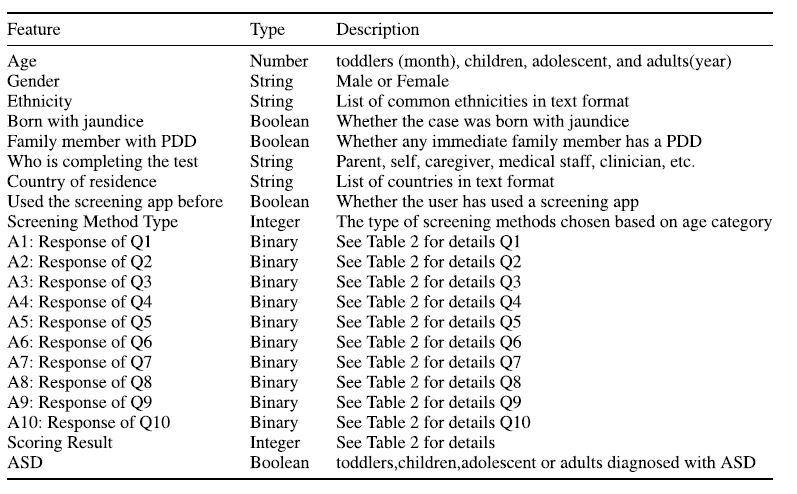 Feature Type Description
Age Number toddlers (month), children, adolescent, and adults(year)
Gender String Male or Female
Ethnicity String List of common ethnicities in text format
Born with jaundice Boolean Whether the case was born with jaundice
Family member with PDD Boolean Whether any immediate family member has a PDD
Who is completing the test String Parent, self, caregiver, medical staff, clinician, etc.
Country of residence String List of countries in text format
Used the screening app before Boolean Whether the user has used a screening app
Screening Method Type Integer The type of screening methods chosen based on age category
A1: Response of Q1 Binary See Table 2 for details Q1
A2: Response of Q2 Binary See Table 2 for details Q2
A3: Response of Q3 Binary See Table 2 for details Q3
A4: Response of Q4 Binary See Table 2 for details Q4
A5: Response of Q5 Binary See Table 2 for details Q5
A6: Response of Q6 Binary See Table 2 for details Q6
A7: Response of Q7 Binary See Table 2 for details Q7
A8: Response of Q8 Binary See Table 2 for details Q8
A9: Response of Q9 Binary See Table 2 for details Q9
A10: Response of Q10 Binary See Table 2 for details Q10
Scoring Result Integer See Table 2 for details
ASD Boolean toddlers,children,adolescent or adults diagnosed with ASD